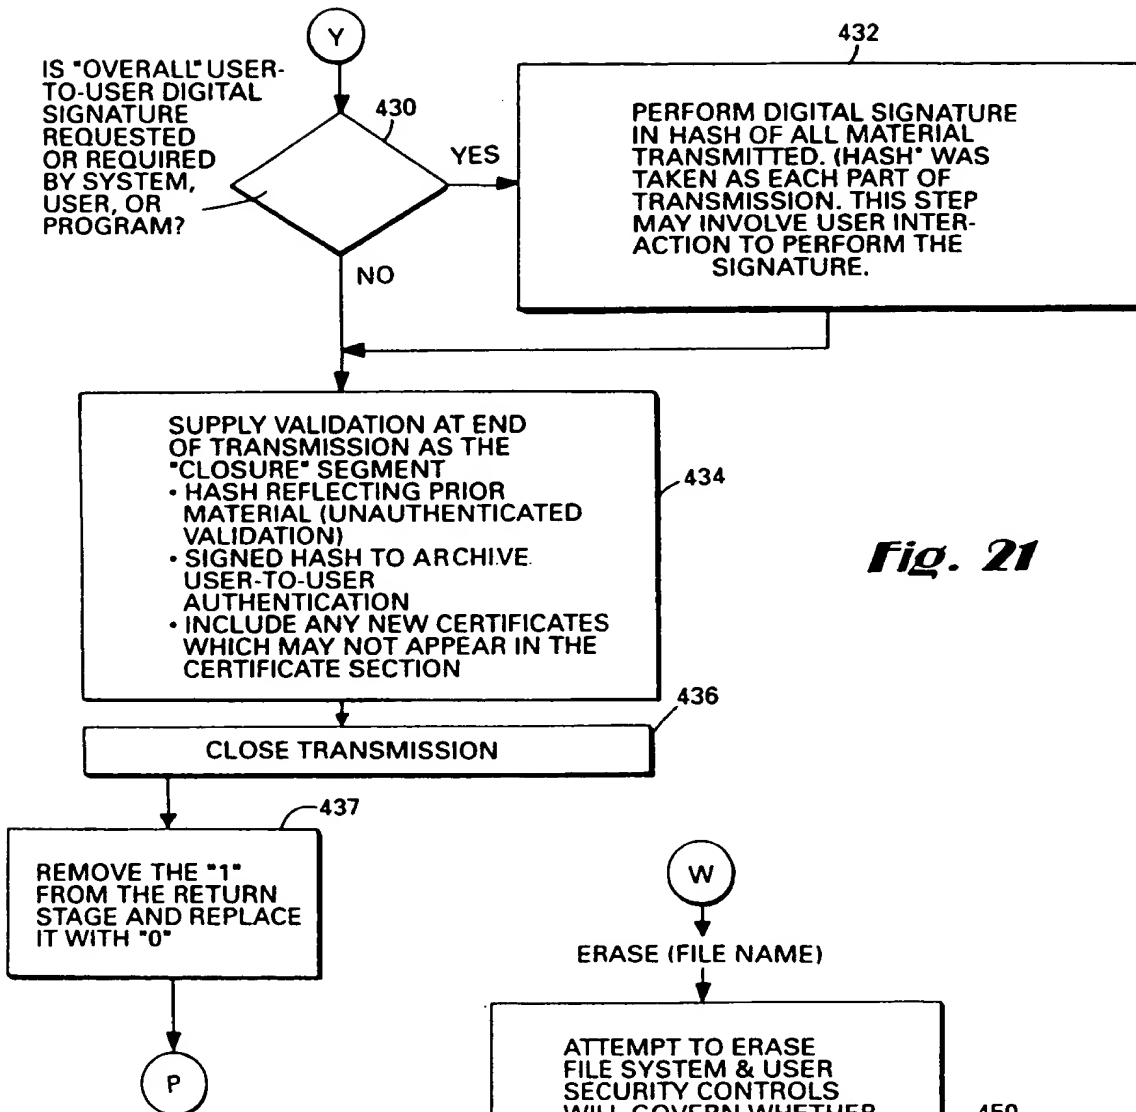 Y
IS "OVERALL" USER-
TO-USER DIGITAL
SIGNATURE
REQUESTED
OR REQUIRED
BY SYSTEM,
USER, OR
PROGRAM?
430
YES
NO
432
PERFORM DIGITAL SIGNATURE
IN HASH OF ALL MATERIAL
TRANSMITTED. (HASH" WAS
TAKEN AS EACH PART OF
TRANSMISSION. THIS STEP
MAY INVOLVE USER INTER-
ACTION TO PERFORM THE
SIGNATURE.
SUPPLY VALIDATION AT END
OF TRANSMISSION AS THE
"CLOSURE" SEGMENT
• HASH REFLECTING PRIOR
MATERIAL (UNAUTHENTICATED
VALIDATION)
• SIGNED HASH TO ARCHIVE
USER-TO-USER
AUTHENTICATION
• INCLUDE ANY NEW CERTIFICATES
WHICH MAY NOT APPEAR IN THE
CERTIFICATE SECTION
434
Fig. 21
436
CLOSE TRANSMISSION
437
REMOVE THE "1"
FROM THE RETURN
STAGE AND REPLACE
IT WITH "0"
P
W
ERASE (FILE NAME)
ATTEMPT TO ERASE
FILE SYSTEM & USER
SECURITY CONTROLS
WILL GOVERN WHETHER